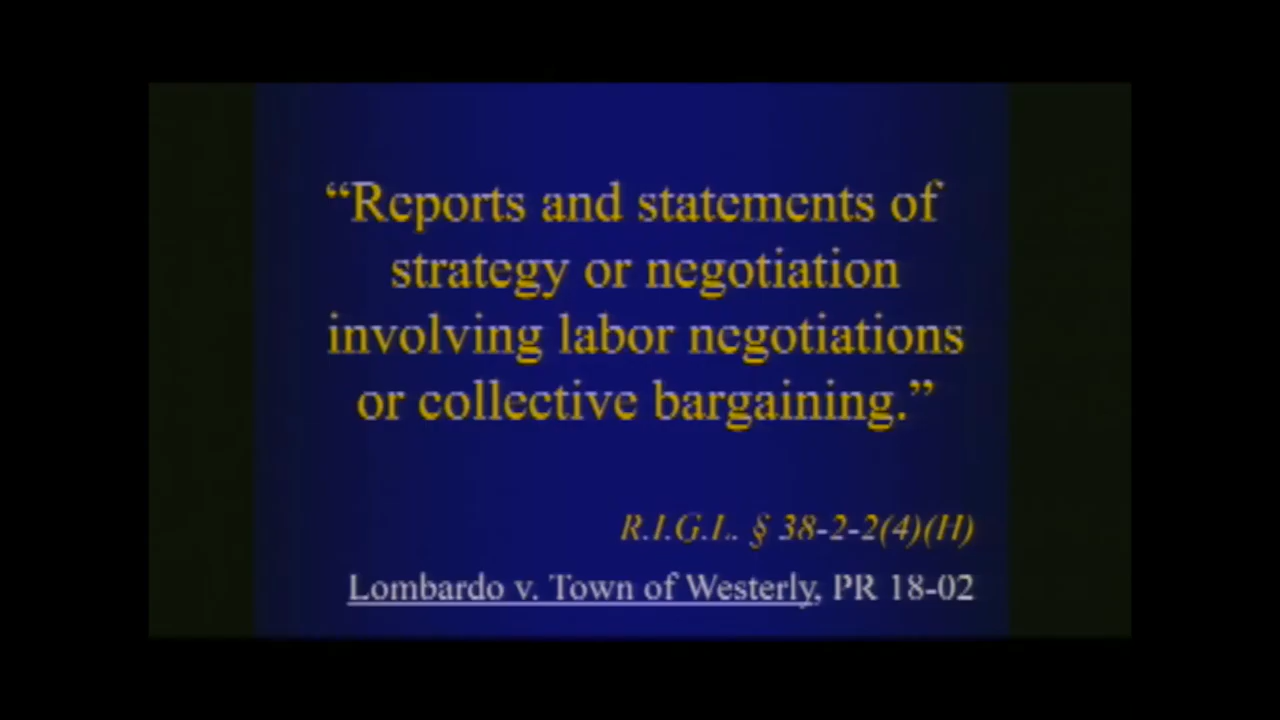 “Reports and statements of
strategy or negotiation
involving labor negotiations
or collective bargaining.”
R.I.G.L. § 38-2-2(4)(H)
Lombardo v. Town of Westerly, PR 18-02